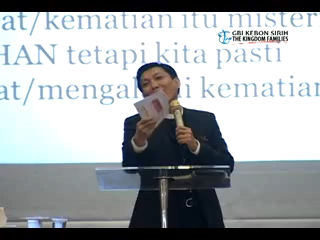 GBI KEBON SIRIH
THE KINGDOM FAMILIES
at/kematian itu mister
HAN tetapi kita pasti
at/mengal i kematian